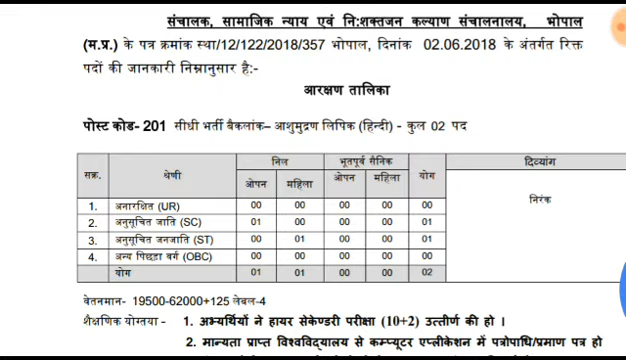 संचालक, सामाजिक न्याय एवं नि:शक्तजन कल्याण संचालनालय, भोपाल
(म.प्र.) के पत्र क्रमांक स्था/12/122/2018/357 भोपाल, दिनांक 02.06.2018 के अंतर्गत रिक्त
पदों की जानकारी निम्नानुसार है:-
आरक्षण तालिका
पोस्ट कोड- 201 सीधी भर्ती बैकलांक– आशुमुद्रण लिपिक (हिन्दी) - कुल 02 पद
सक्र. श्रेणी निल भूतपूर्व सैनिक योग दिव्यांग
ओपन महिला ओपन महिला
1. अनारक्षित (UR) 00 00 00 00 00 निरंक
2. अनुसूचित जाति (SC) 01 00 00 00 01
3. अनुसूचित जनजाति (ST) 00 01 00 00 01
4. अन्य पिछड़ा वर्ग (OBC) 00 00 00 00 00
योग 01 01 00 00 02
वेतनमान- 19500-62000+125 लेबल-4
शैक्षणिक योग्तया - 1. अभ्यर्थियों ने हायर सेकेण्डरी परीक्षा (10+2) उत्तीर्ण की हो ।
2. मान्यता प्राप्त विश्वविद्यालय से कम्प्यूटर एप्लीकेशन में पत्रोपाधि/प्रमाण पत्र हो